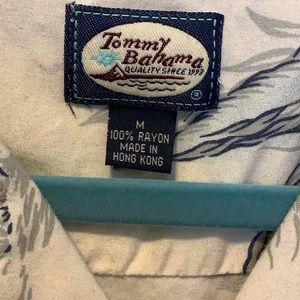 Tommy
Bahama
QUALITY SINCE 1993
®
M
100% RAYON
MADE IN
HONG KONG